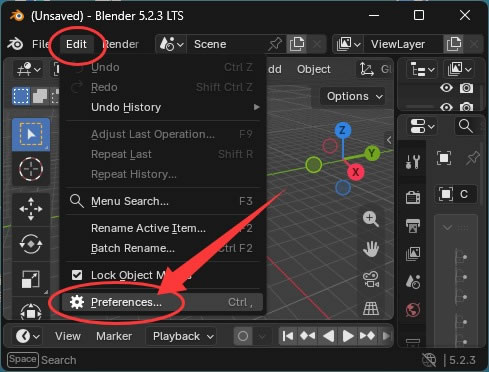 (Unsaved) - Blender 5.2.3 LTS
File Edit Render Scene ViewLayer
Undo Ctrl Z
Redo Shift Ctrl Z
Undo History
Adjust Last Operation... F9
Repeat Last Shift R
Repeat History...
Menu Search... F3
Rename Active Item... F2
Batch Rename... Ctrl F2
Lock Object
Preferences... Ctrl ,
Add Object Gl
Options
Z
Y
X
C
View Marker Playback
Space Search 5.2.3